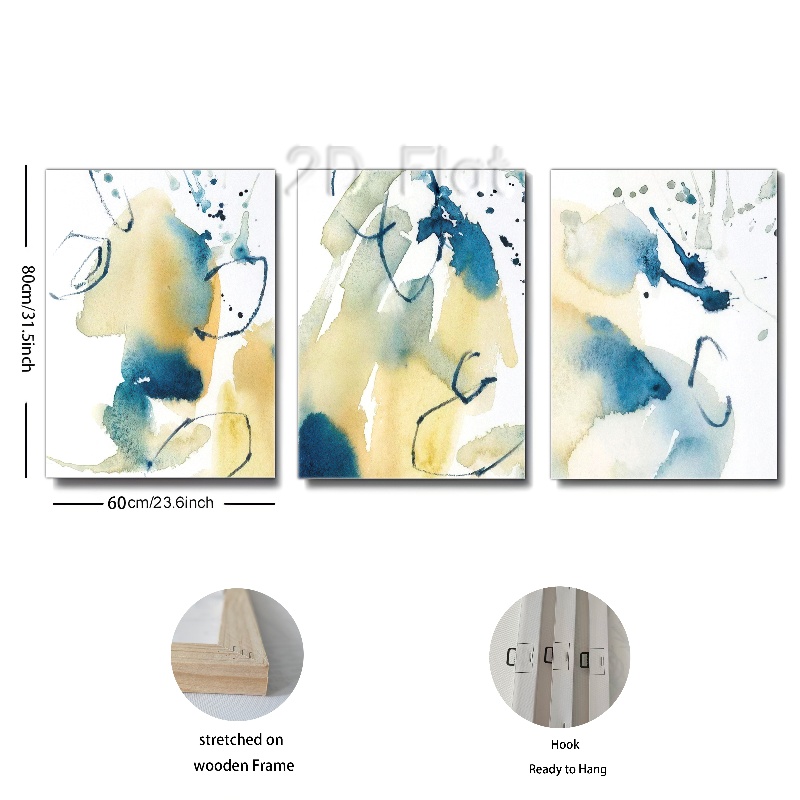 2D Flat
80cm/31.5inch
60cm/23.6inch
stretched on
wooden Frame
Hook
Ready to Hang